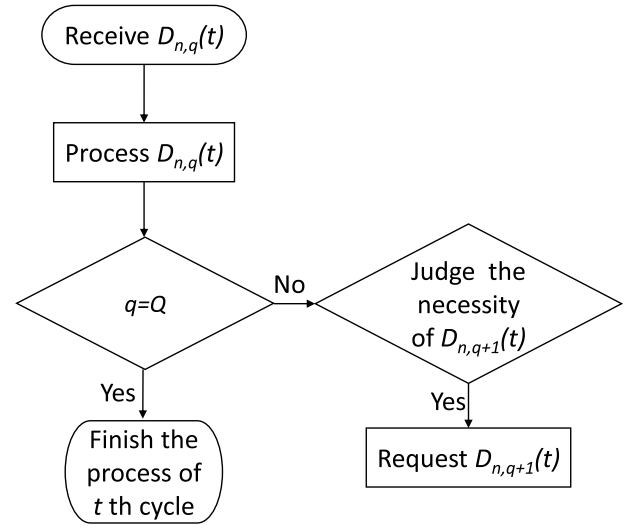 Receive D_{n,q}(t)
Process D_{n,q}(t)
q=Q
No
Judge the
necessity
of D_{n,q+1}(t)
Yes
Finish the
process of
t th cycle
Yes
Request D_{n,q+1}(t)